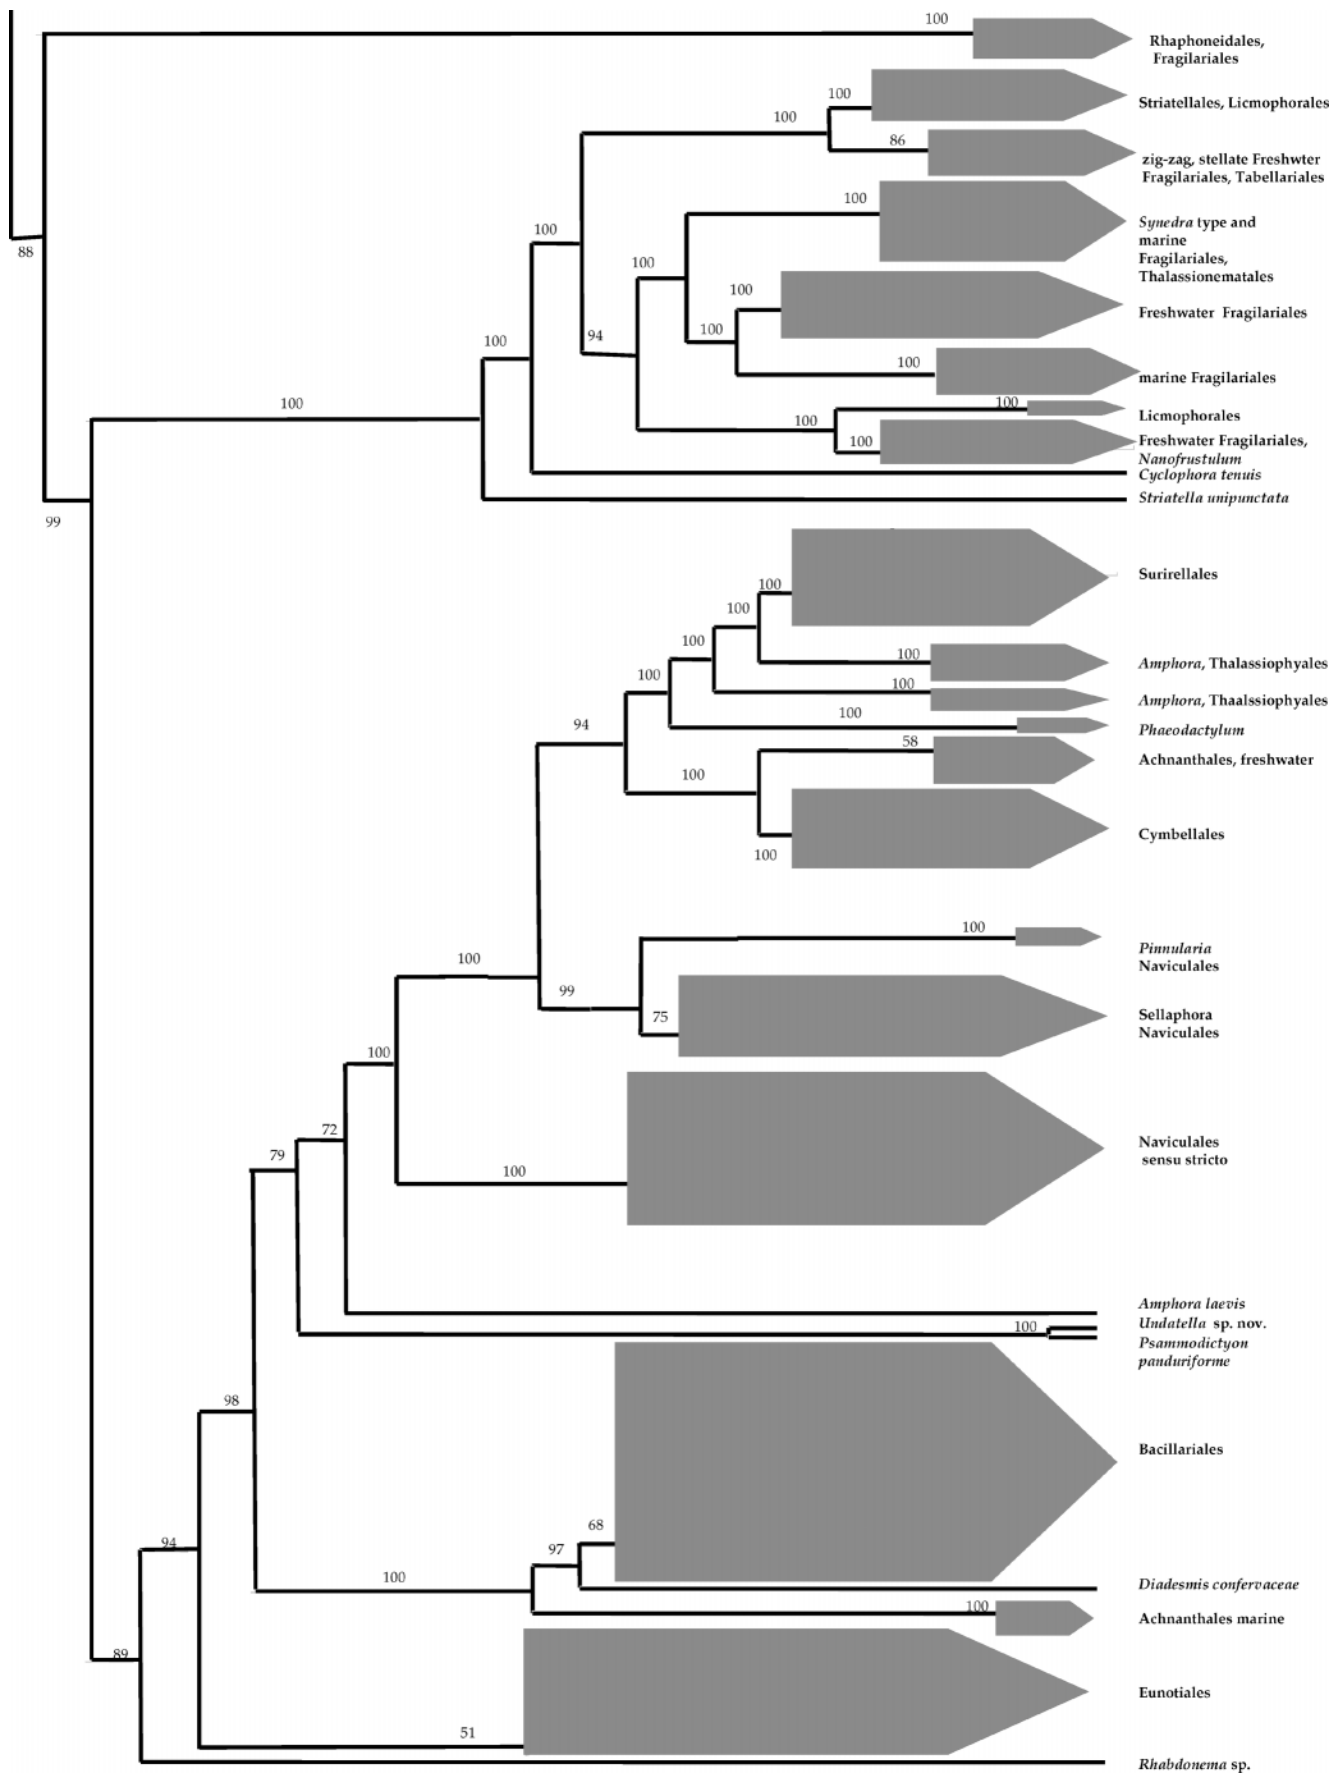 100
Rhaphoneidales,
Fragilariales
100
Striatellales, Licmophorales
100
86
zig-zag, stellate Freshwter
Fragilariales, Tabellariales
100
Synedra type and
marine
Fragilariales,
Thalassionematales
88
100
100
100
Freshwater Fragilariales
100
94
100
100
marine Fragilariales
100
100
Licmophorales
100
100
Freshwater Fragilariales,
Nanofrustulum
Cyclophora tenuis
Striatella unipunctata
99
Surirellales
100
100
100
100
Amphora, Thalassiophyales
100
100
Amphora, Thaalssiophyales
100
Phaeodactylum
94
58
Achnanthales, freshwater
100
Cymbellales
100
100
Pinnularia
Naviculales
100
99
75
Sellaphora
Naviculales
100
72
79
100
Naviculales
sensu stricto
Amphora laevis
100
Undatella sp. nov.
Psammodictyon
panduriforme
98
Bacillariales
68
94
97
100
Diadesmis confervaceae
100
Achnanthales marine
89
Eunotiales
51
Rhabdonema sp.